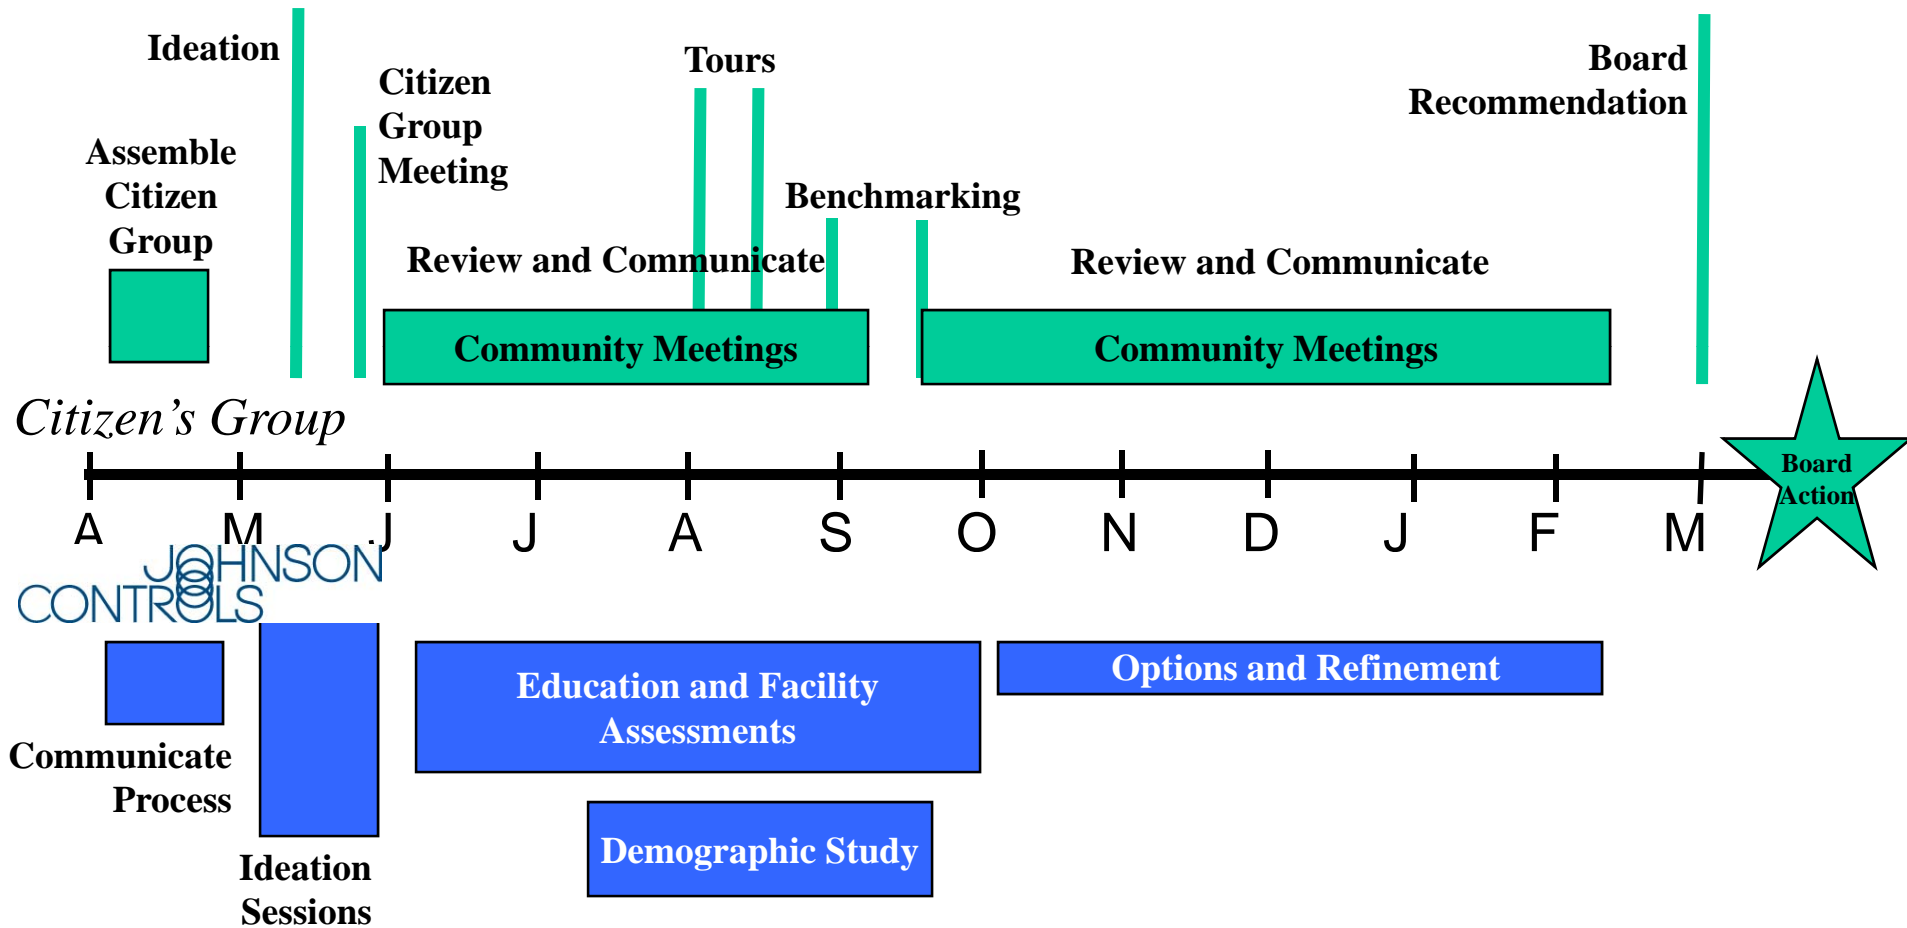 Ideation
Citizen
Group
Meeting
Tours
Board
Recommendation
Assemble
Citizen
Group
Benchmarking
Review and Communicate
Review and Communicate
Community Meetings
Community Meetings
Citizen’s Group
Board
Action
A M J J A S O N D J F M
JOHNSON
CONTROLS
Education and Facility
Assessments
Options and Refinement
Communicate
Process
Demographic Study
Ideation
Sessions